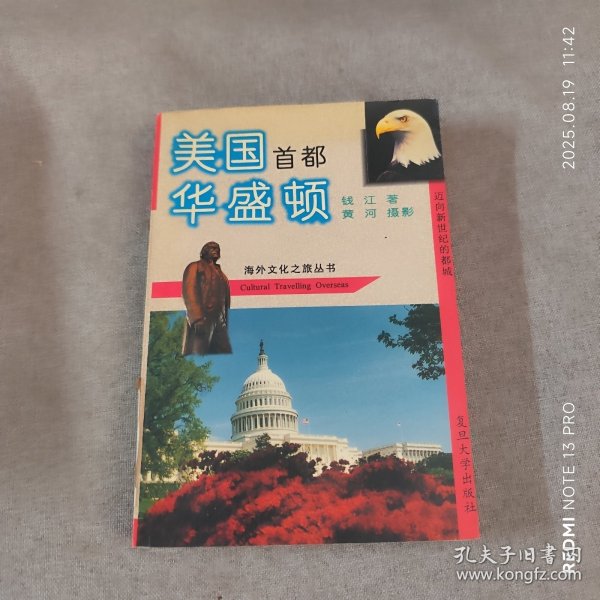 美国首都
华盛顿
钱江 著
黄河 摄影
迈向新世纪的都城
海外文化之旅丛书
Cultural Travelling Overseas
复旦大学出版社
2025.08.19 11:42
REDMI NOTE 13 PRO
孔夫子旧书网
www.kongfz.com